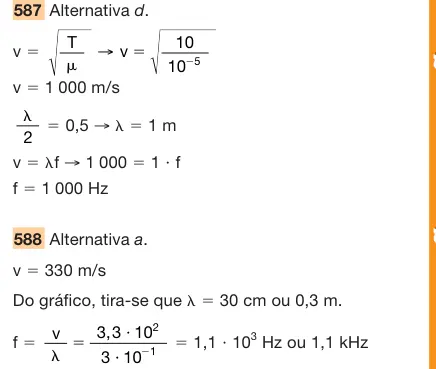 587 Alternativa d.
v = √(T/μ) → v = √(10/10⁻⁵)
v = 1 000 m/s
λ/2 = 0,5 → λ = 1 m
v = λf → 1 000 = 1 · f
f = 1 000 Hz
588 Alternativa a.
v = 330 m/s
Do gráfico, tira-se que λ = 30 cm ou 0,3 m.
f = v/λ = 3,3 · 10²/3 · 10⁻¹ = 1,1 · 10³ Hz ou 1,1 kHz